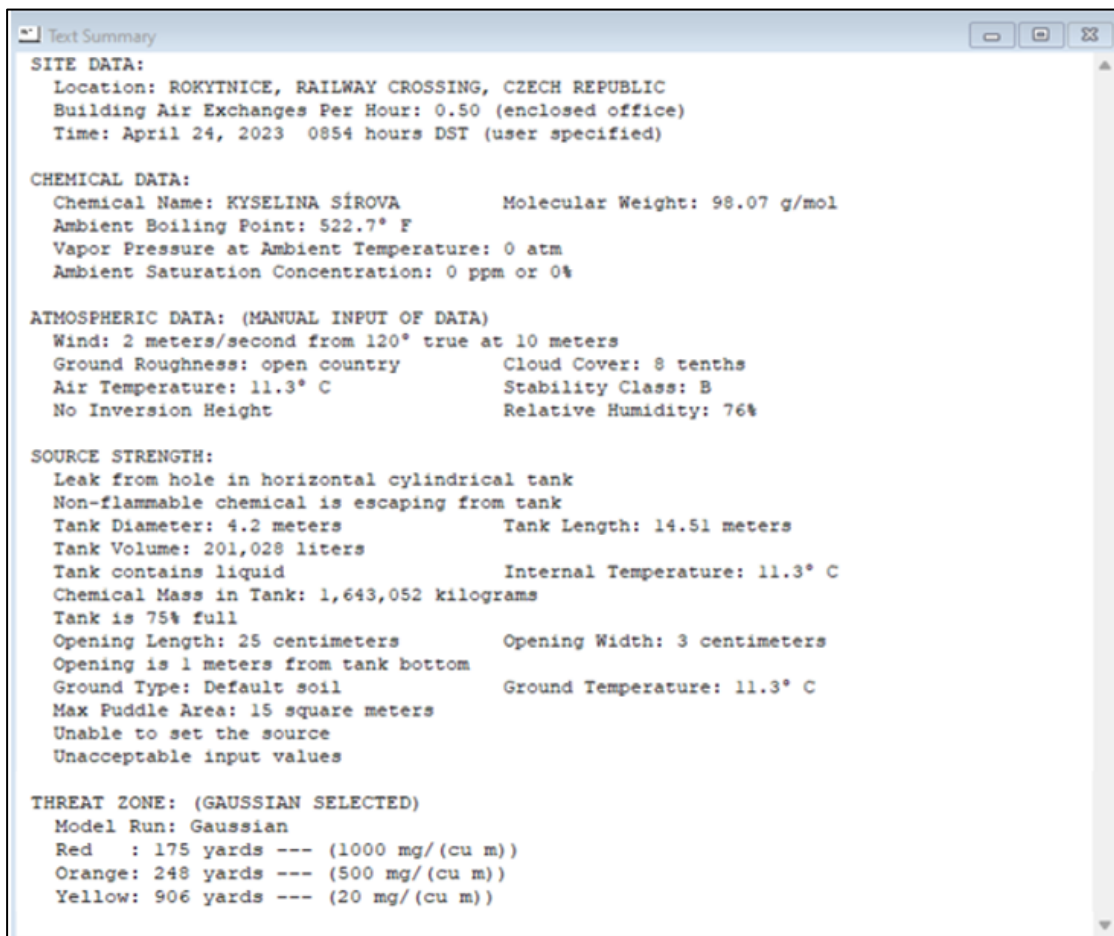 Text Summary
SITE DATA:
Location: ROKYTNICE, RAILWAY CROSSING, CZECH REPUBLIC
Building Air Exchanges Per Hour: 0.50 (enclosed office)
Time: April 24, 2023 0854 hours DST (user specified)
CHEMICAL DATA:
Chemical Name: KYSELINA SÍROVA Molecular Weight: 98.07 g/mol
Ambient Boiling Point: 522.7° F
Vapor Pressure at Ambient Temperature: 0 atm
Ambient Saturation Concentration: 0 ppm or 0%
ATMOSPHERIC DATA: (MANUAL INPUT OF DATA)
Wind: 2 meters/second from 120° true at 10 meters
Ground Roughness: open country Cloud Cover: 8 tenths
Air Temperature: 11.3° C Stability Class: B
No Inversion Height Relative Humidity: 76%
SOURCE STRENGTH:
Leak from hole in horizontal cylindrical tank
Non-flammable chemical is escaping from tank
Tank Diameter: 4.2 meters Tank Length: 14.51 meters
Tank Volume: 201,028 liters
Tank contains liquid Internal Temperature: 11.3° C
Chemical Mass in Tank: 1,643,052 kilograms
Tank is 75% full
Opening Length: 25 centimeters Opening Width: 3 centimeters
Opening is 1 meters from tank bottom
Ground Type: Default soil Ground Temperature: 11.3° C
Max Puddle Area: 15 square meters
Unable to set the source
Unacceptable input values
THREAT ZONE: (GAUSSIAN SELECTED)
Model Run: Gaussian
Red : 175 yards --- (1000 mg/(cu m))
Orange: 248 yards --- (500 mg/(cu m))
Yellow: 906 yards --- (20 mg/(cu m))